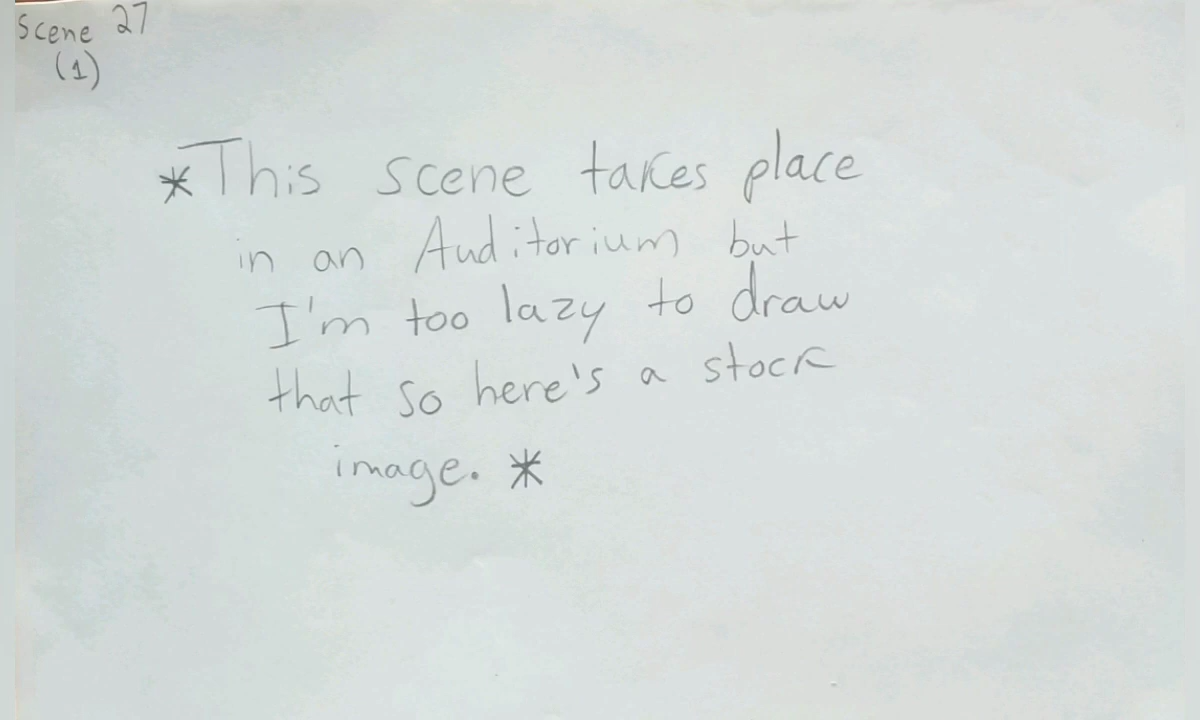 Scene 27
(1)
*This scene takes place
in an Auditorium but
I'm too lazy to draw
that so here's a stock
image. *